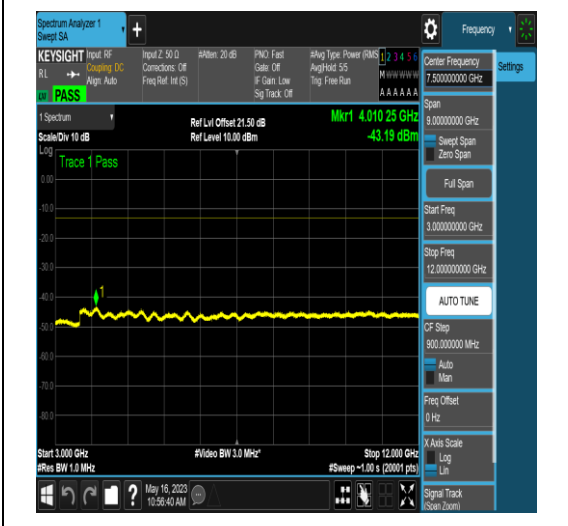 Spectrum Analyzer 1
Swept SA
+
Frequency
KEYSIGHT
RL
Input: RF
Coupling: DC
Align: Auto
Input Z: 50 Ω
Corrections: Off
Freq Ref: Int (S)
#Atten: 20 dB
PNO: Fast
Gate: Off
IF Gain: Low
Sig Track: Off
#Avg Type: Power (RMS
Avg|Hold: 5/5
Trig: Free Run
1 2 3 4 5 6
M W W W W W
A A A A A A
PASS
1 Spectrum
Scale/Div 10 dB
Ref Lvl Offset 21.50 dB
Ref Level 10.00 dBm
Mkr1 4.010 25 GHz
-43.19 dBm
Log
Trace 1 Pass
0.00
-10.0
-20.0
-30.0
-40.0
-50.0
-60.0
-70.0
-80.0
1
Start 3.000 GHz
#Res BW 1.0 MHz
#Video BW 3.0 MHz*
Stop 12.000 GHz
#Sweep ~1.00 s (20001 pts)
?
May 16, 2023
10:56:40 AM
Center Frequency
7.500000000 GHz
Settings
Span
9.00000000 GHz
Swept Span
Zero Span
Full Span
Start Freq
3.000000000 GHz
Stop Freq
12.000000000 GHz
AUTO TUNE
CF Step
900.000000 MHz
Auto
Man
Freq Offset
0 Hz
X Axis Scale
Log
Lin
Signal Track
(Span Zoom)